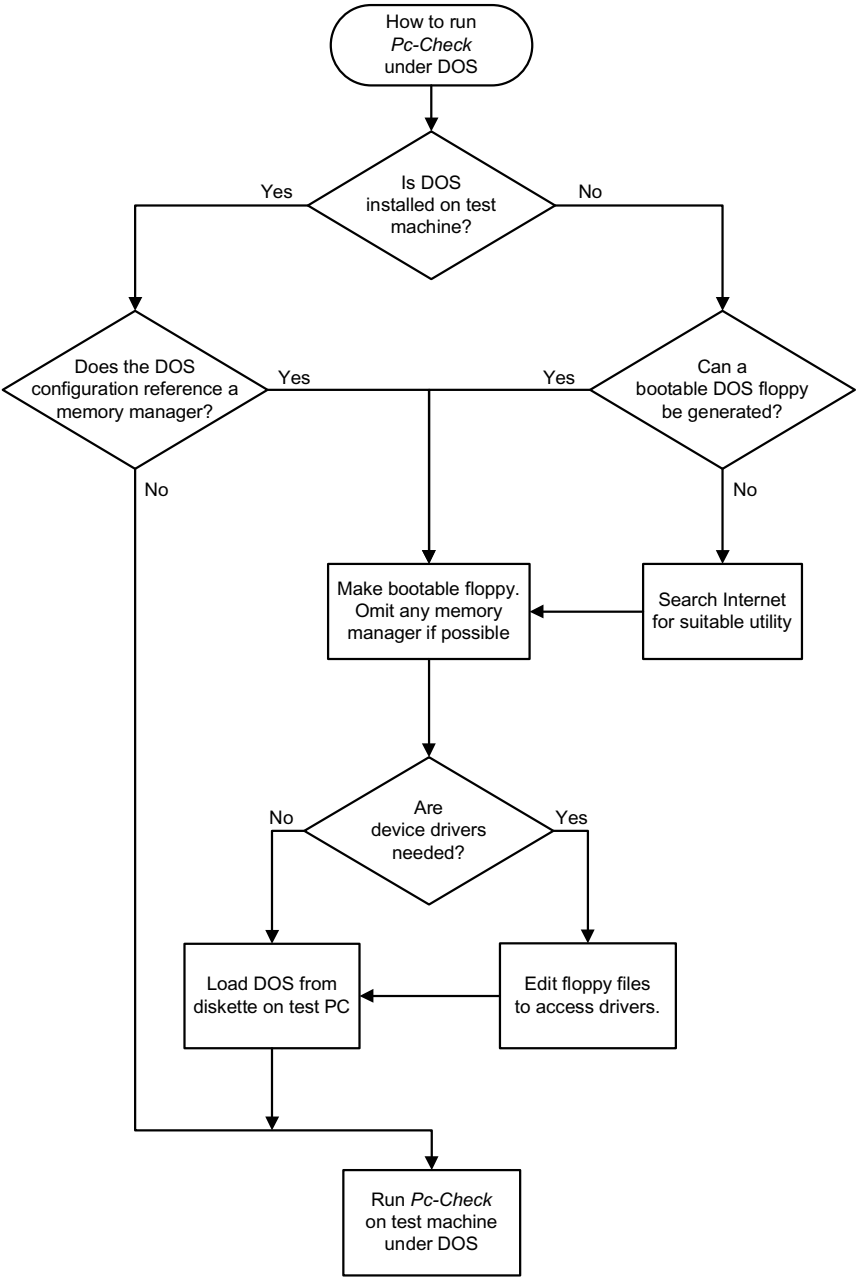 How to run
Pc-Check
under DOS
Is DOS
installed on test
machine?
Yes
No
Does the DOS
configuration reference a
memory manager?
Yes
No
Can a
bootable DOS floppy
be generated?
Yes
No
Make bootable floppy.
Omit any memory
manager if possible
Search Internet
for suitable utility
Are
device drivers
needed?
No
Yes
Load DOS from
diskette on test PC
Edit floppy files
to access drivers.
Run Pc-Check
on test machine
under DOS